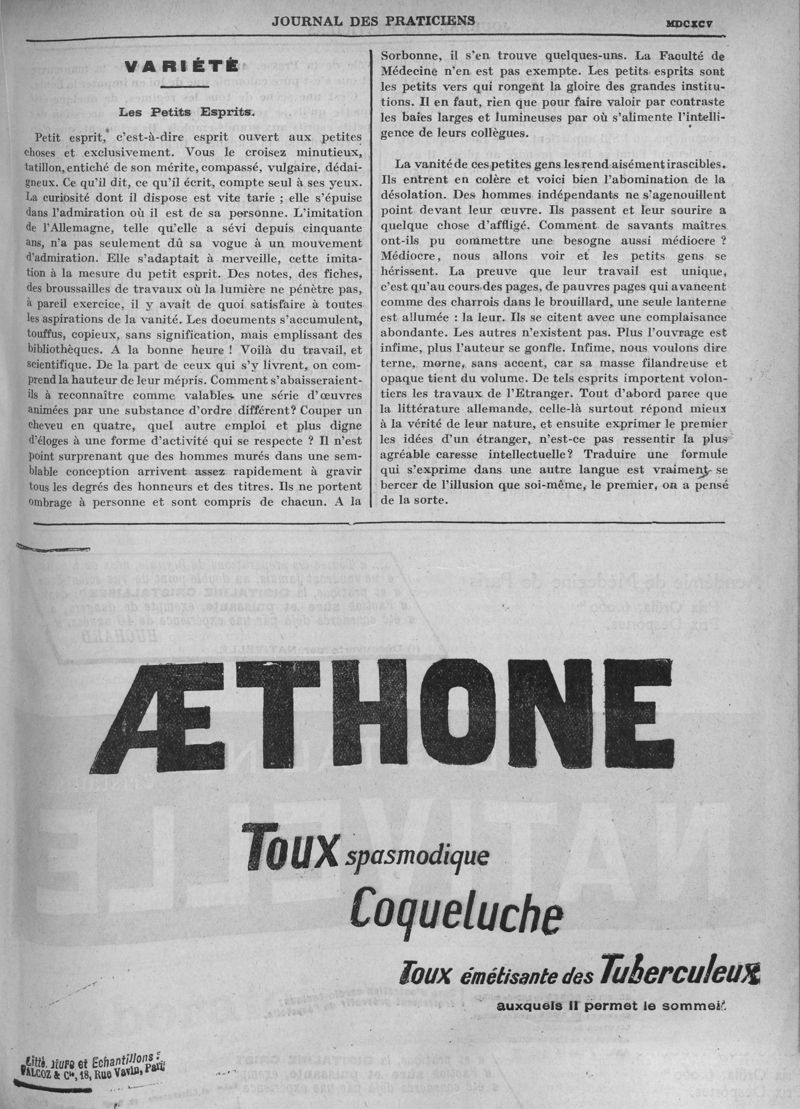 JOURNAL DES PRATICIENS
MDCXCV
VARIÉTÉ
Les Petits Esprits.
Petit esprit, c'est-à-dire esprit ouvert aux petites
choses et exclusivement. Vous le croisez minutieux,
tatillon, entiché de son mérite, compassé, vulgaire, dédai-
gneux. Ce qu'il dit, ce qu'il écrit, compte seul à ses yeux.
La curiosité dont il dispose est vite tarie ; elle s'épuise
dans l'admiration où il est de sa personne. L'imitation
de l'Allemagne, telle qu'elle a sévi depuis cinquante
ans, n'a pas seulement dû sa vogue à un mouvement
d'admiration. Elle s'adaptait à merveille, cette imita-
tion à la mesure du petit esprit. Des notes, des fiches,
des broussailles de travaux où la lumière ne pénètre pas,
à pareil exercice, il y avait de quoi satisfaire à toutes
les aspirations de la vanité. Les documents s'accumulent,
touffus, copieux, sans signification, mais emplissant des
bibliothèques. A la bonne heure ! Voilà du travail, et
scientifique. De la part de ceux qui s'y livrent, on com-
prend la hauteur de leur mépris. Comment s'abaisseraient-
ils à reconnaître comme valables une série d'œuvres
animées par une substance d'ordre différent? Couper un
cheveu en quatre, quel autre emploi et plus digne
d'éloges à une forme d'activité qui se respecte ? Il n'est
point surprenant que des hommes murés dans une sem-
blable conception arrivent assez rapidement à gravir
tous les degrés des honneurs et des titres. Ils ne portent
ombrage à personne et sont compris de chacun. A la
Sorbonne, il s'en trouve quelques-uns. La Faculté de
Médecine n'en est pas exempte. Les petits esprits sont
les petits vers qui rongent la gloire des grandes institu-
tions. Il en faut, rien que pour faire valoir par contraste
les baies larges et lumineuses par où s'alimente l'intelli-
gence de leurs collègues.
La vanité de ces petites gens les rend aisément irascibles.
Ils entrent en colère et voici bien l'abomination de la
désolation. Des hommes indépendants ne s'agenouillent
point devant leur œuvre. Ils passent et leur sourire a
quelque chose d'affligé. Comment de savants maîtres
ont-ils pu commettre une besogne aussi médiocre ?
Médiocre, nous allons voir et les petits gens se
hérissent. La preuve que leur travail est unique,
c'est qu'au cours des pages, de pauvres pages qui avancent
comme des charrois dans le brouillard, une seule lanterne
est allumée : la leur. Ils se citent avec une complaisance
abondante. Les autres n'existent pas. Plus l'ouvrage est
infime, plus l'auteur se gonfle. Infime, nous voulons dire
terne, morne, sans accent, car sa masse filandreuse et
opaque tient du volume. De tels esprits importent volon-
tiers les travaux de l'Etranger. Tout d'abord parce que
la littérature allemande, celle-là surtout répond mieux
à la vérité de leur nature, et ensuite exprimer le premier
les idées d'un étranger, n'est-ce pas ressentir la plus
agréable caresse intellectuelle? Traduire une formule
qui s'exprime dans une autre langue est vraiment se
bercer de l'illusion que soi-même, le premier, on a pensé
de la sorte.
ÆTHONE
Toux spasmodique
Coqueluche
Toux émétisante des Tuberculeux
auxquels il permet le sommeil.
Litté. et Echantillons :
FALCOZ & Cie, 18, Rue Vavin, Paris